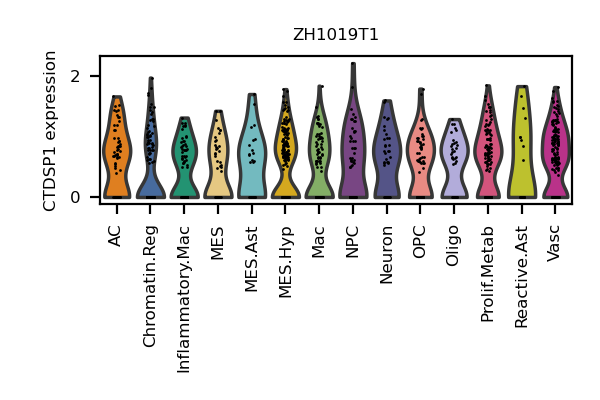 ZH1019T1
CTDSP1 expression
2
0
AC
Chromatin.Reg
Inflammatory.Mac
MES
MES.Ast
MES.Hyp
Mac
NPC
Neuron
OPC
Oligo
Prolif.Metab
Reactive.Ast
Vasc